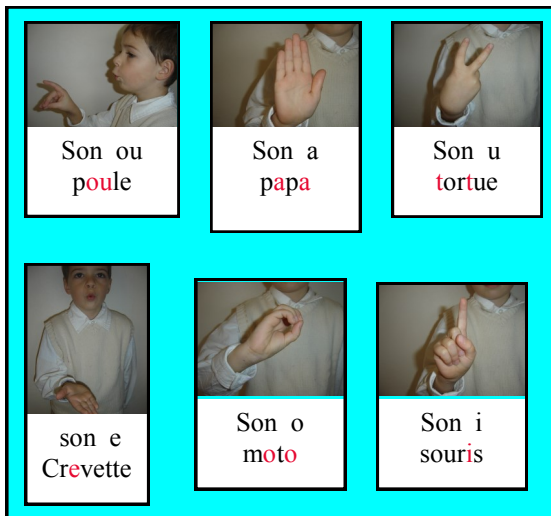 Son ou
poule
Son a
papa
Son u
tortue
son e
Crevette
Son o
moto
Son i
souris